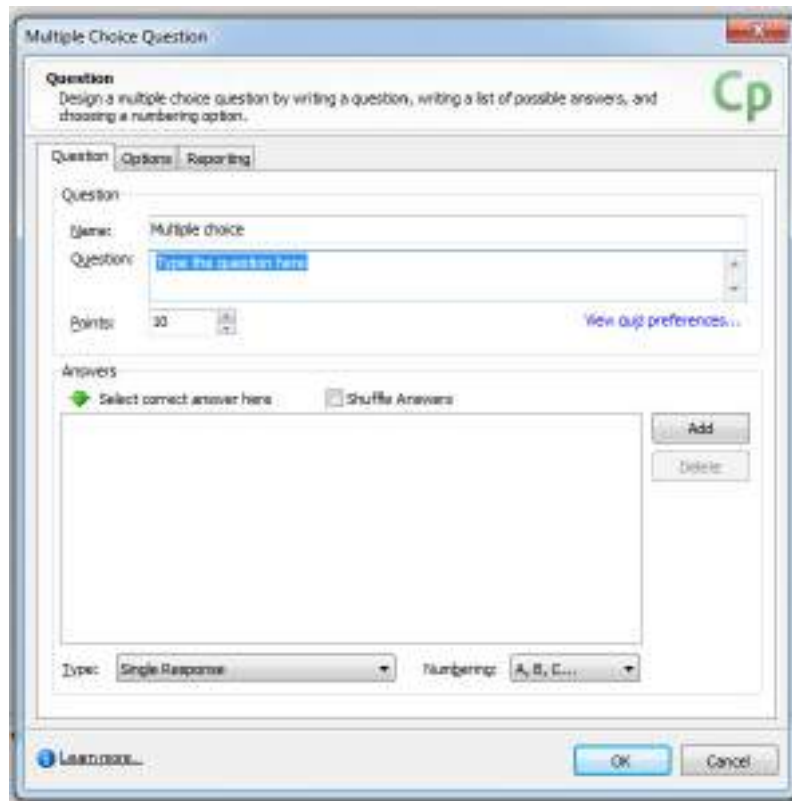 Multiple Choice Question
Question
Design a multiple choice question by writing a question, writing a list of possible answers, and
choosing a numbering option.
Cp
Question Options Reporting
Question
Name: Multiple choice
Question: Type the question here
Points: 10
View quiz preferences...
Answers
Select correct answer here Shuffle Answers
Add
Delete
Type: Single Response Numbering: A, B, C...
Learn more...
OK Cancel